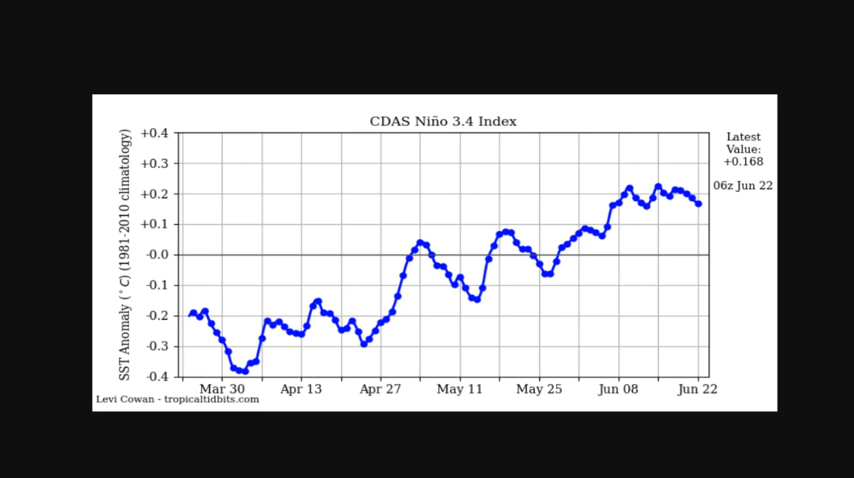 CDAS Niño 3.4 Index
SST Anomaly (°C) (1981-2010 climatology)
+0.4
+0.3
+0.2
+0.1
-0.0
-0.1
-0.2
-0.3
-0.4
Mar 30 Apr 13 Apr 27 May 11 May 25 Jun 08 Jun 22
Latest
Value:
+0.168
06z Jun 22
Levi Cowan - tropicaltidbits.com